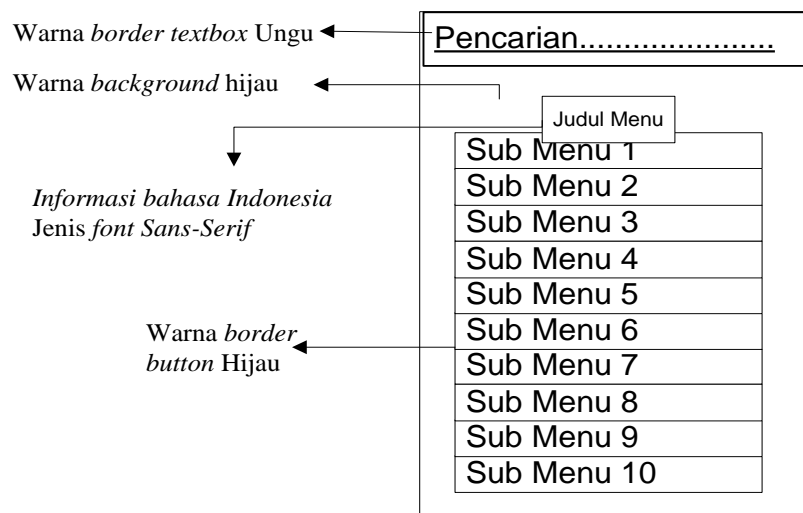 Warna border textbox Ungu
Pencarian......................
Warna background hijau
Judul Menu
Sub Menu 1
Sub Menu 2
Sub Menu 3
Sub Menu 4
Sub Menu 5
Sub Menu 6
Sub Menu 7
Sub Menu 8
Sub Menu 9
Sub Menu 10
Informasi bahasa Indonesia
Jenis font Sans-Serif
Warna border
button Hijau